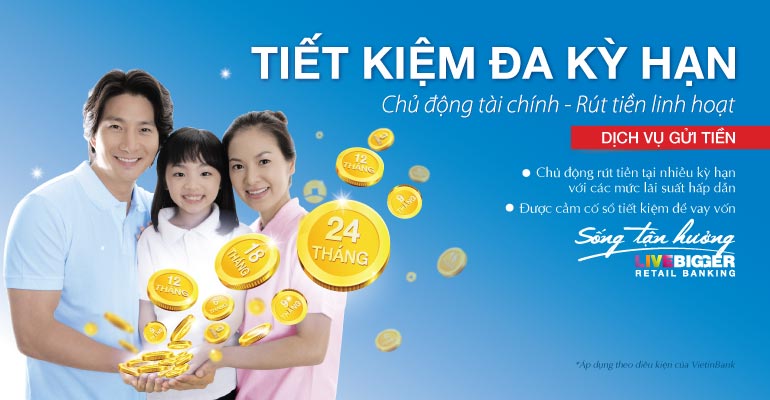 TIẾT KIỆM ĐA KỲ HẠN
Chủ động tài chính - Rút tiền linh hoạt
DỊCH VỤ GỬI TIỀN
Chủ động rút tiền tại nhiều kỳ hạn
với các mức lãi suất hấp dẫn
Được cầm cố sổ tiết kiệm để vay vốn
Sống tận hưởng
LIVEBIGGER
RETAIL BANKING
12
THÁNG
24
THÁNG
18
THÁNG
12
THÁNG
*Áp dụng theo điều kiện của VietinBank